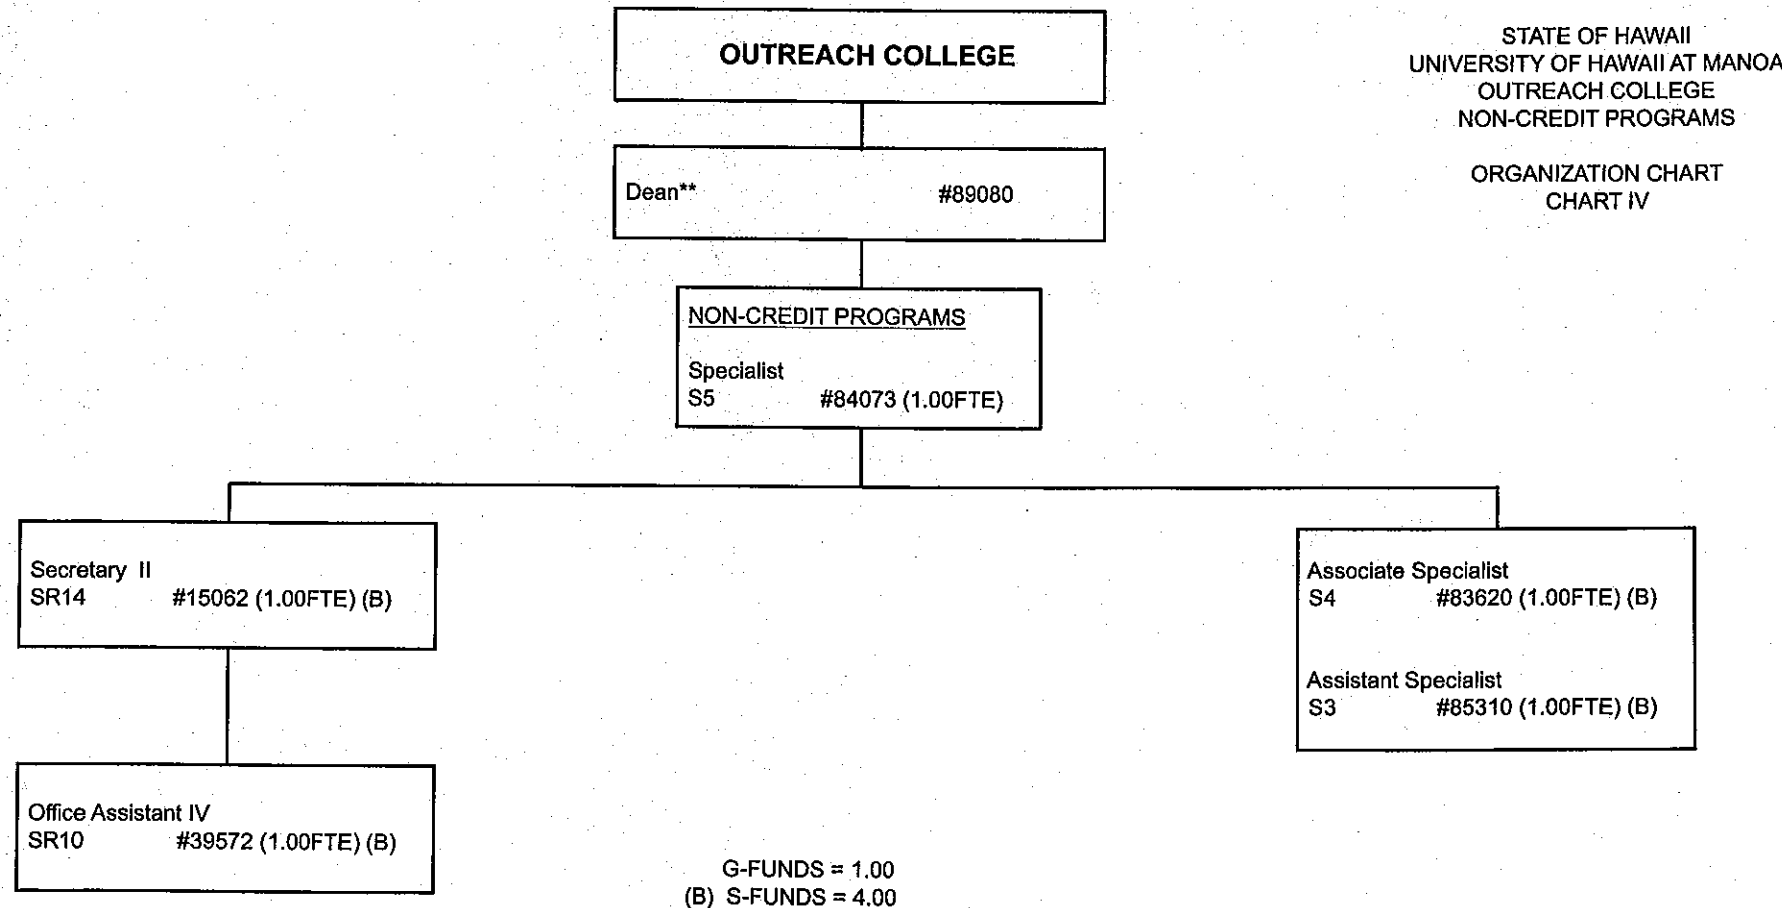 OUTREACH COLLEGE
STATE OF HAWAII
UNIVERSITY OF HAWAII AT MANOA
OUTREACH COLLEGE
NON-CREDIT PROGRAMS
ORGANIZATION CHART
CHART IV
Dean** #89080
NON-CREDIT PROGRAMS
Specialist
S5 #84073 (1.00FTE)
Secretary II
SR14 #15062 (1.00FTE) (B)
Associate Specialist
S4 #83620 (1.00FTE) (B)
Assistant Specialist
S3 #85310 (1.00FTE) (B)
Office Assistant IV
SR10 #39572 (1.00FTE) (B)
G-FUNDS = 1.00
(B) S-FUNDS = 4.00